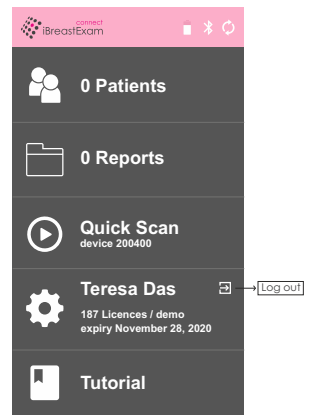 connect
iBreastExam
0 Patients
0 Reports
Quick Scan
device 200400
Teresa Das
187 Licences / demo
expiry November 28, 2020
Log out
Tutorial